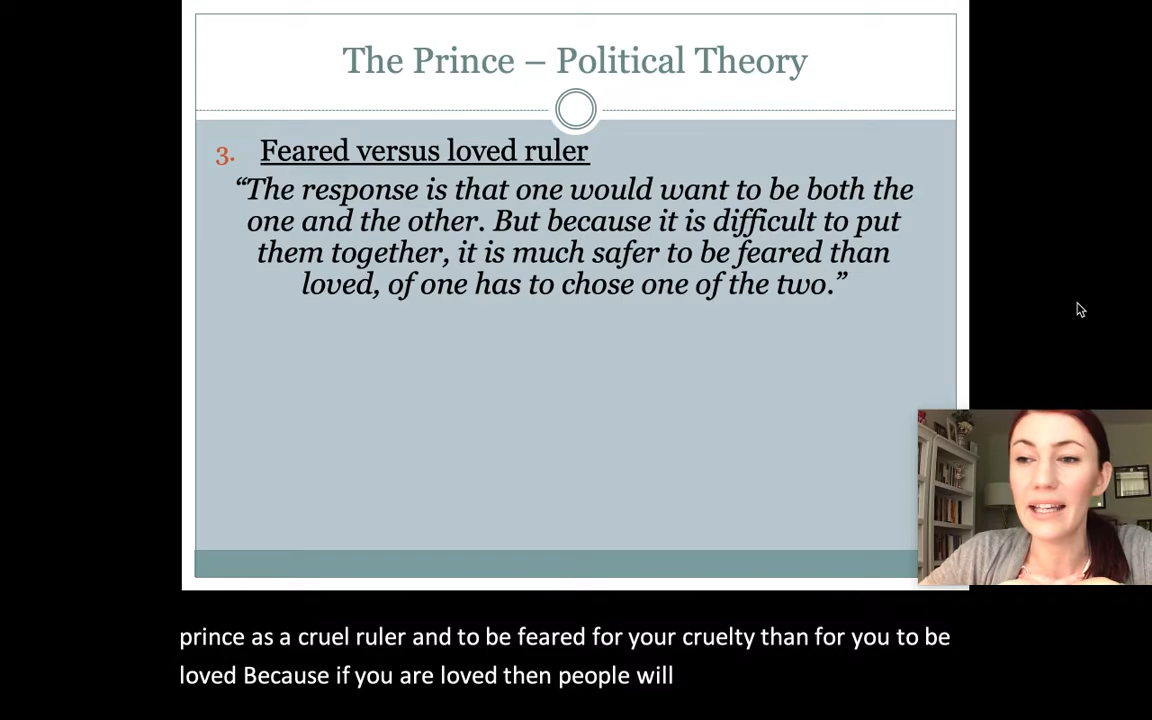 The Prince – Political Theory
3. Feared versus loved ruler
“The response is that one would want to be both the
one and the other. But because it is difficult to put
them together, it is much safer to be feared than
loved, of one has to chose one of the two.”
prince as a cruel ruler and to be feared for your cruelty than for you to be
loved Because if you are loved then people will